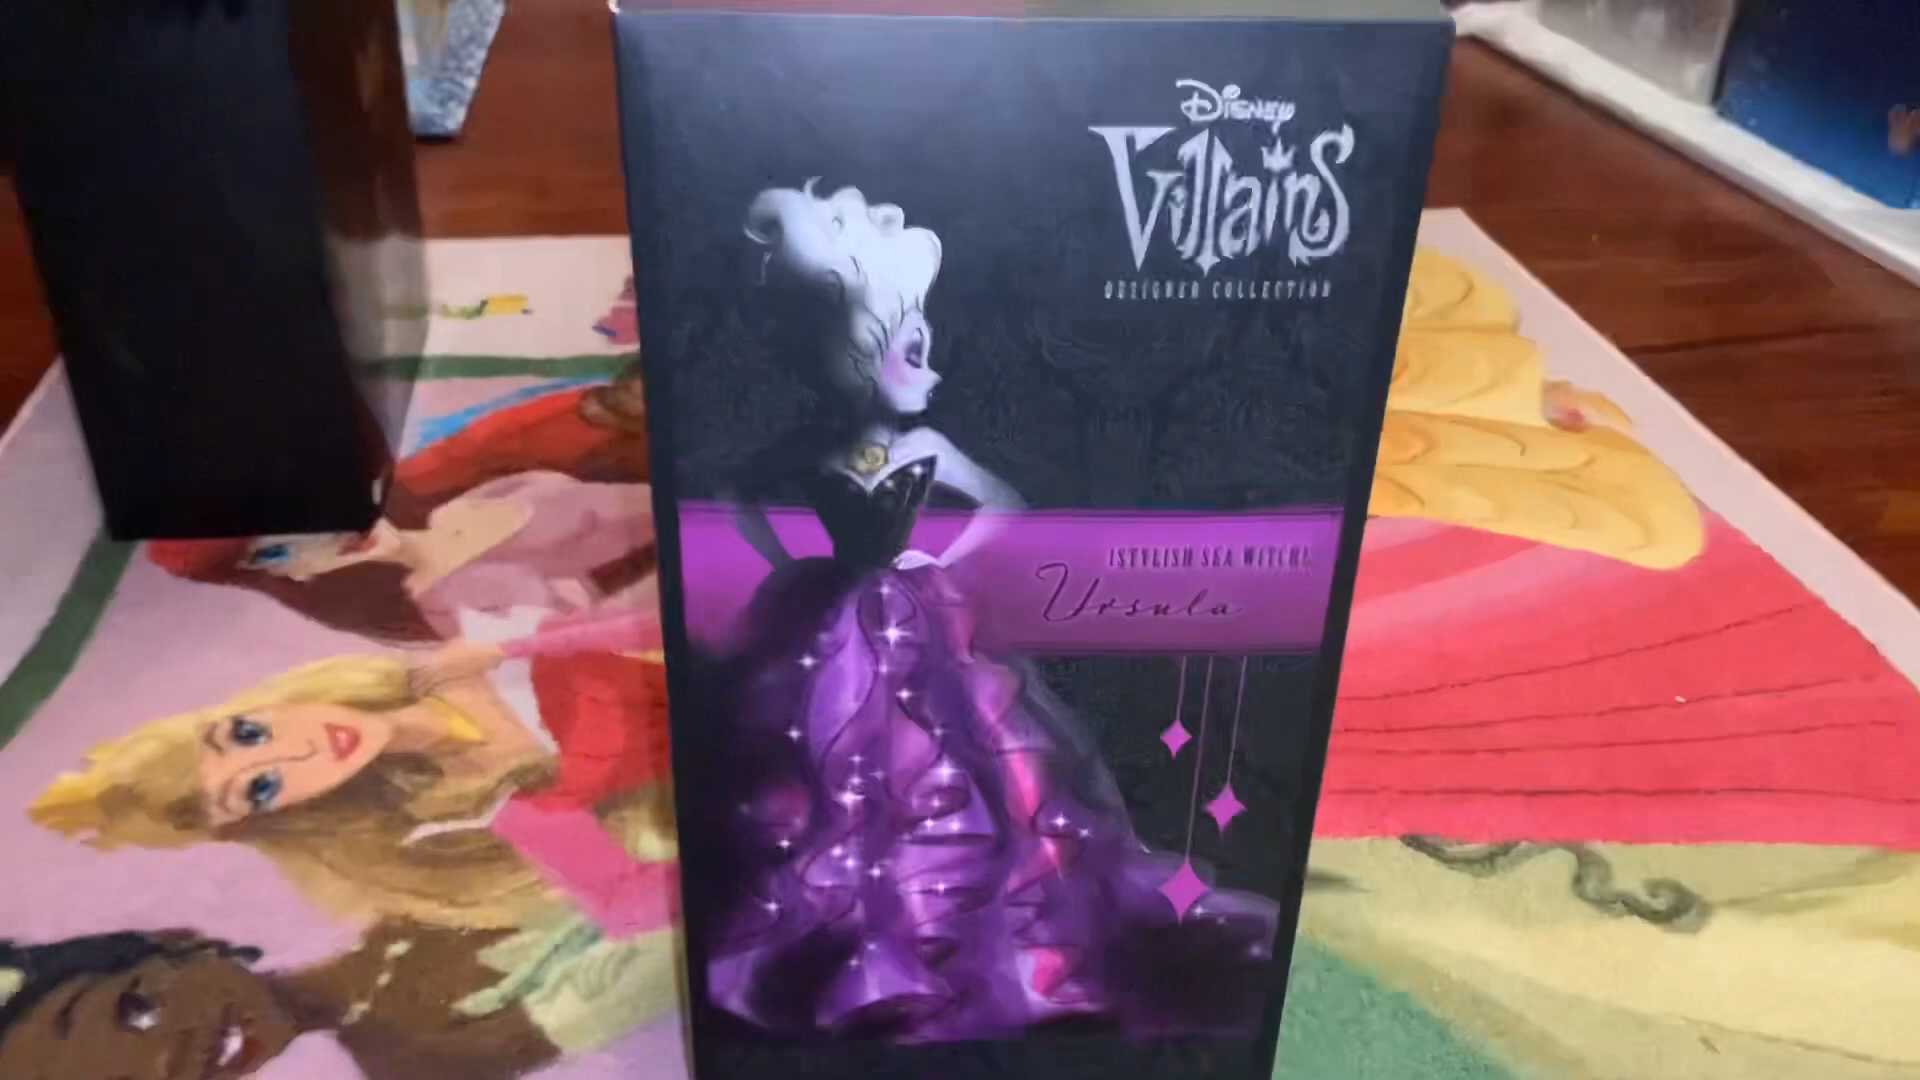 Disney
Villains
DESIGNER COLLECTION
[STYLISH SEA WITCH]
Ursula